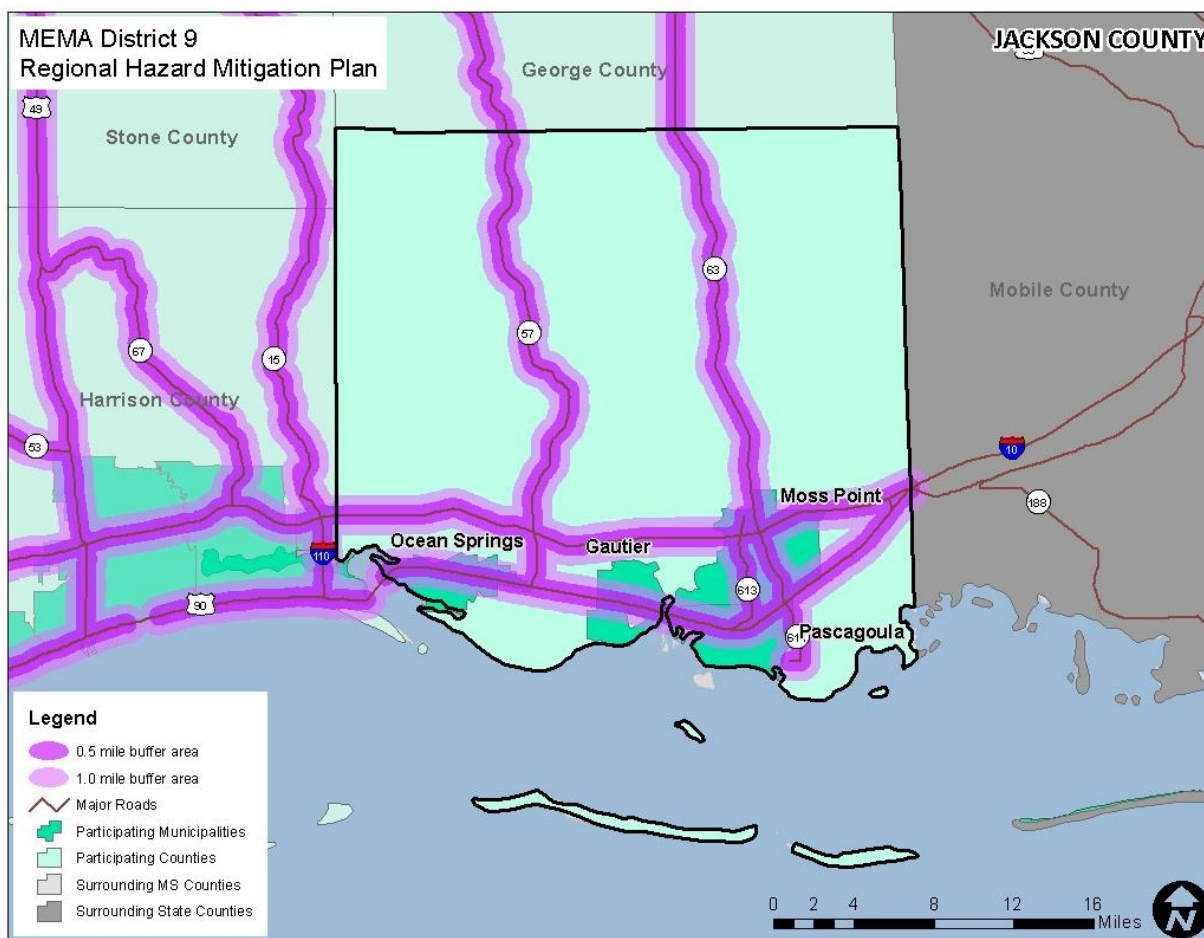 MEMA District 9
Regional Hazard Mitigation Plan
JACKSON COUNTY
George County
49
Stone County
63
Mobile County
57
67
15
Harrison County
53
10
Moss Point
188
Ocean Springs
Gautier
110
613
90
Pascagoula
Legend
0.5 mile buffer area
1.0 mile buffer area
Major Roads
Participating Municipalities
Participating Counties
Surrounding MS Counties
Surrounding State Counties
0 2 4 8 12 16
Miles
N